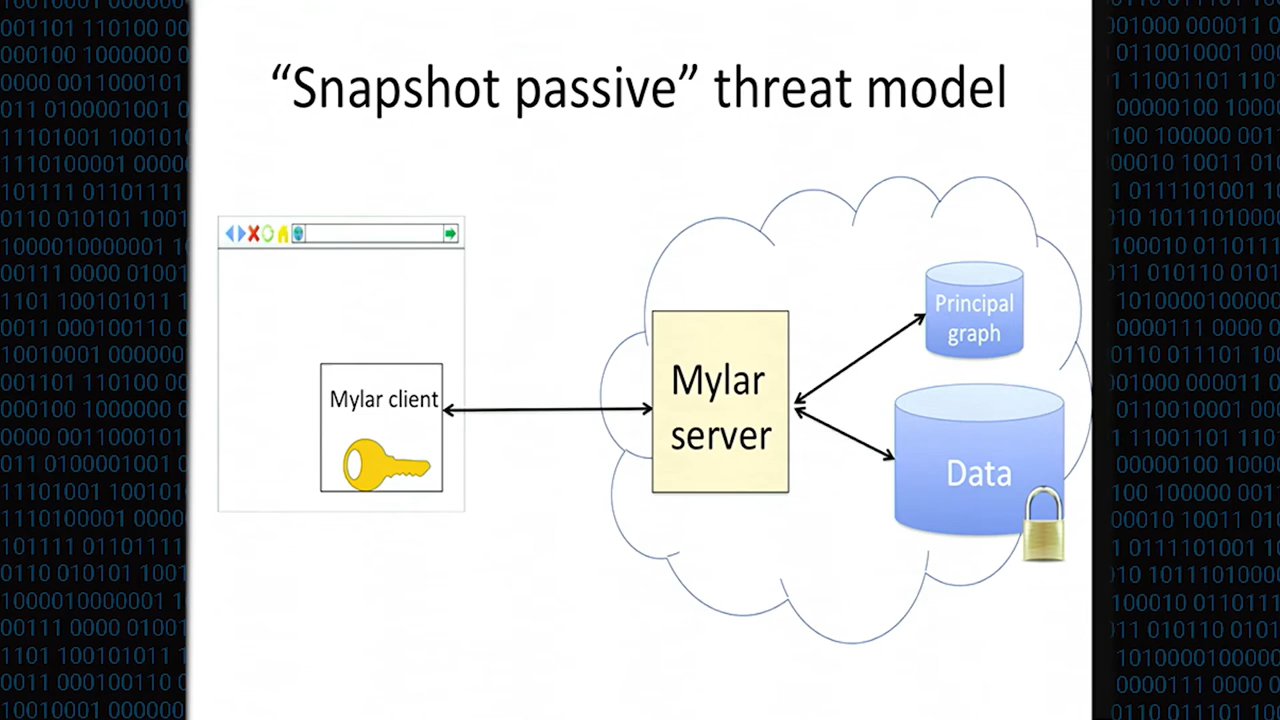 “Snapshot passive” threat model
Mylar client
Mylar
server
Principal
graph
Data